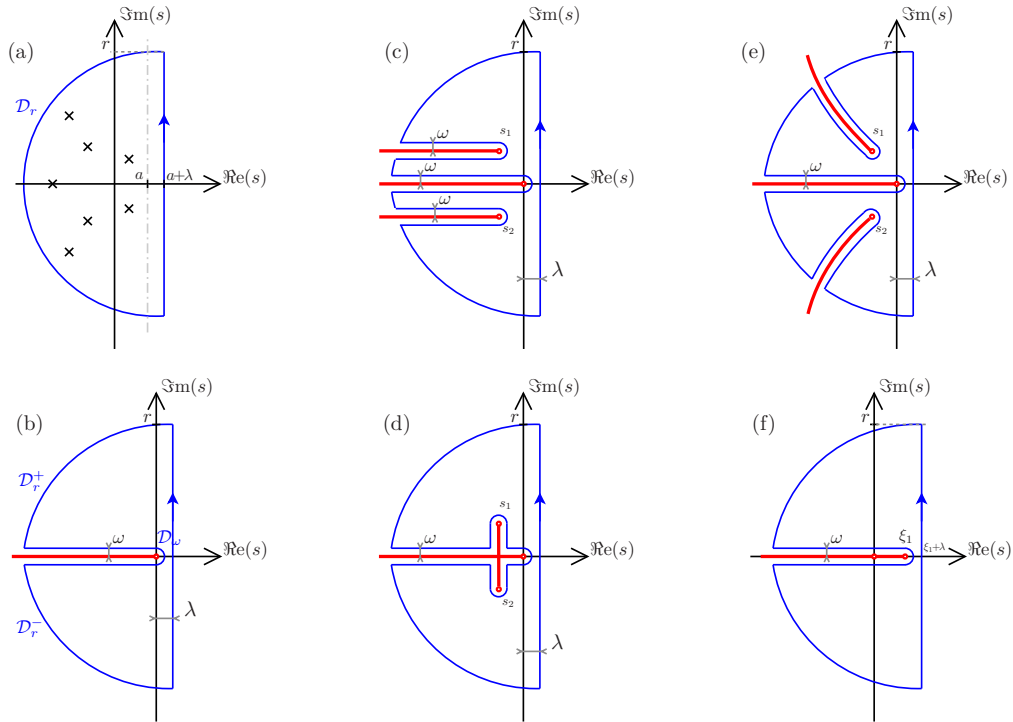 (a)
ℑm(s)
r
𝒟_r
a
a+λ
ℜe(s)
(c)
ℑm(s)
r
ω
s_1
ω
ℜe(s)
ω
s_2
λ
(e)
ℑm(s)
r
s_1
ω
ℜe(s)
s_2
λ
(b)
ℑm(s)
r
𝒟_r^+
ω
𝒟_ω
ℜe(s)
𝒟_r^-
λ
(d)
ℑm(s)
r
s_1
ω
ℜe(s)
s_2
λ
(f)
ℑm(s)
r
ω
ξ_1
ξ_1+λ
ℜe(s)